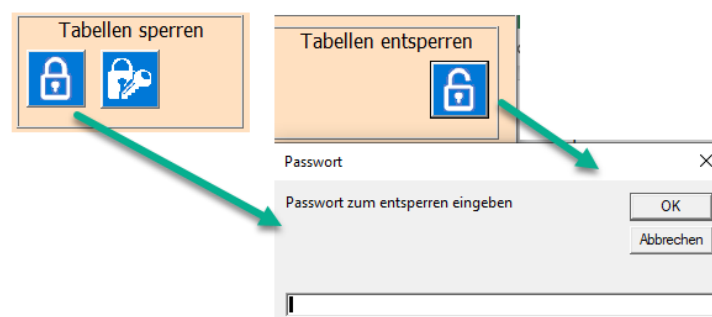 Tabellen sperren
Tabellen entsperren
Passwort
Passwort zum entsperren eingeben
OK
Abbrechen